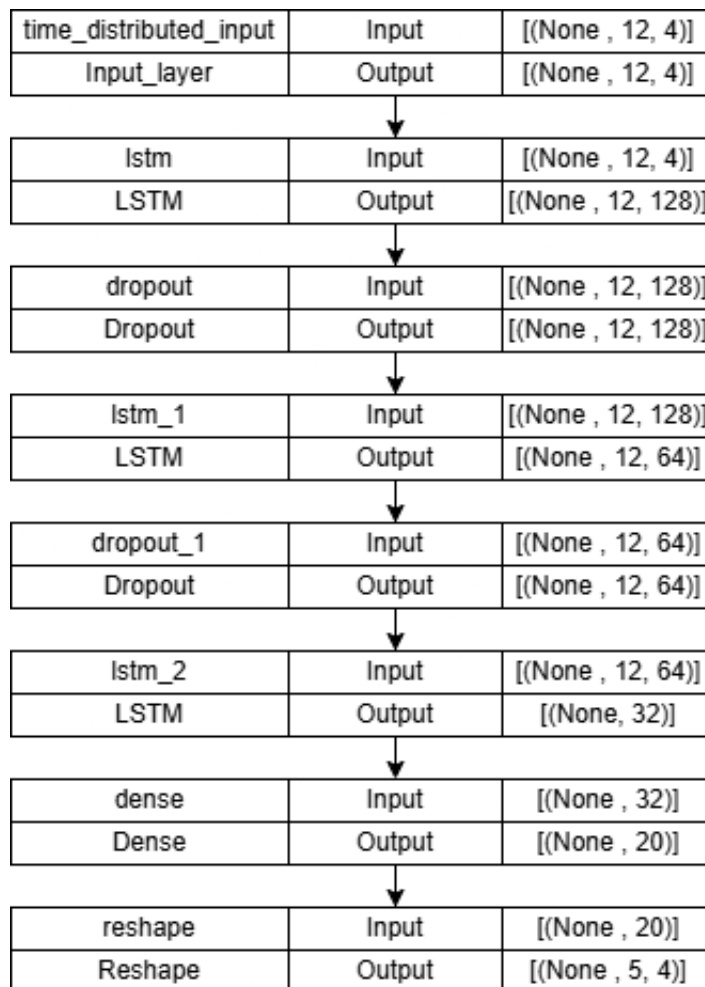 time_distributed_input Input [(None , 12, 4)]
Input_layer Output [(None , 12, 4)]
lstm Input [(None , 12, 4)]
LSTM Output [(None , 12, 128)]
dropout Input [(None , 12, 128)]
Dropout Output [(None , 12, 128)]
lstm_1 Input [(None , 12, 128)]
LSTM Output [(None , 12, 64)]
dropout_1 Input [(None , 12, 64)]
Dropout Output [(None , 12, 64)]
lstm_2 Input [(None , 12, 64)]
LSTM Output [(None, 32)]
dense Input [(None , 32)]
Dense Output [(None , 20)]
reshape Input [(None , 20)]
Reshape Output [(None , 5, 4)]